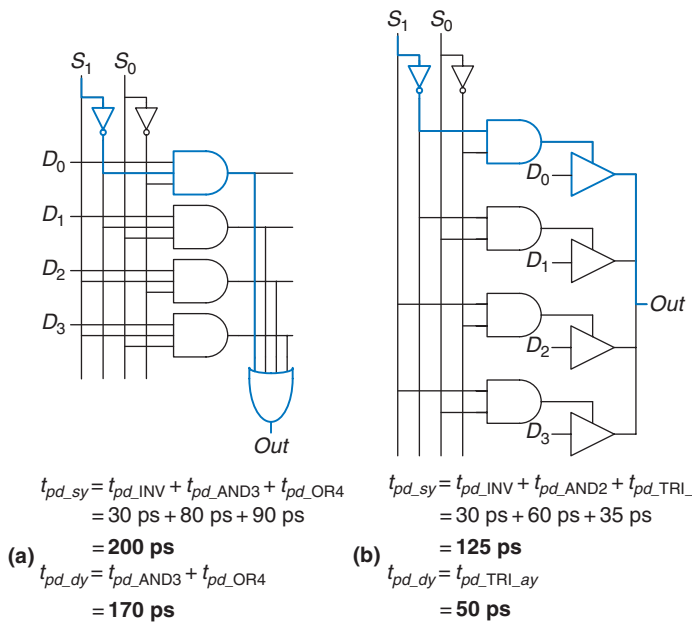 S1 S0
D0
D1
D2
D3
Out
tpd_sy = tpd_INV + tpd_AND3 + tpd_OR4
= 30 ps + 80 ps + 90 ps
= 200 ps
(a)
tpd_dy = tpd_AND3 + tpd_OR4
= 170 ps
S1 S0
D0
D1
Out
D2
D3
tpd_sy = tpd_INV + tpd_AND2 + tpd_TRI_
= 30 ps + 60 ps + 35 ps
= 125 ps
(b)
tpd_dy = tpd_TRI_ay
= 50 ps